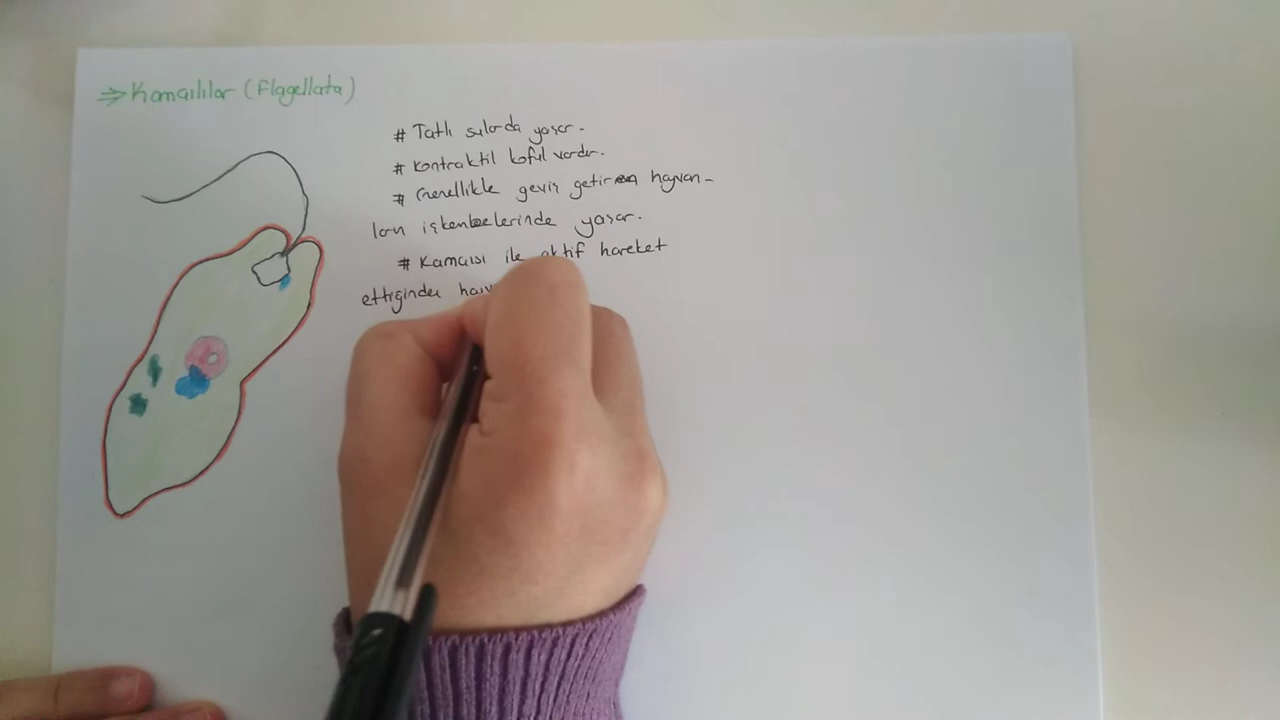 ⇒ Kamçılılar (flagellata)
# Tatlı sularda yaşar.
# Kontraktil koful vardır.
# Genellikle geviş getiren hayvan-
ların işkembelerinde yaşar.
# Kamçısı ile aktif hareket
ettiğinden